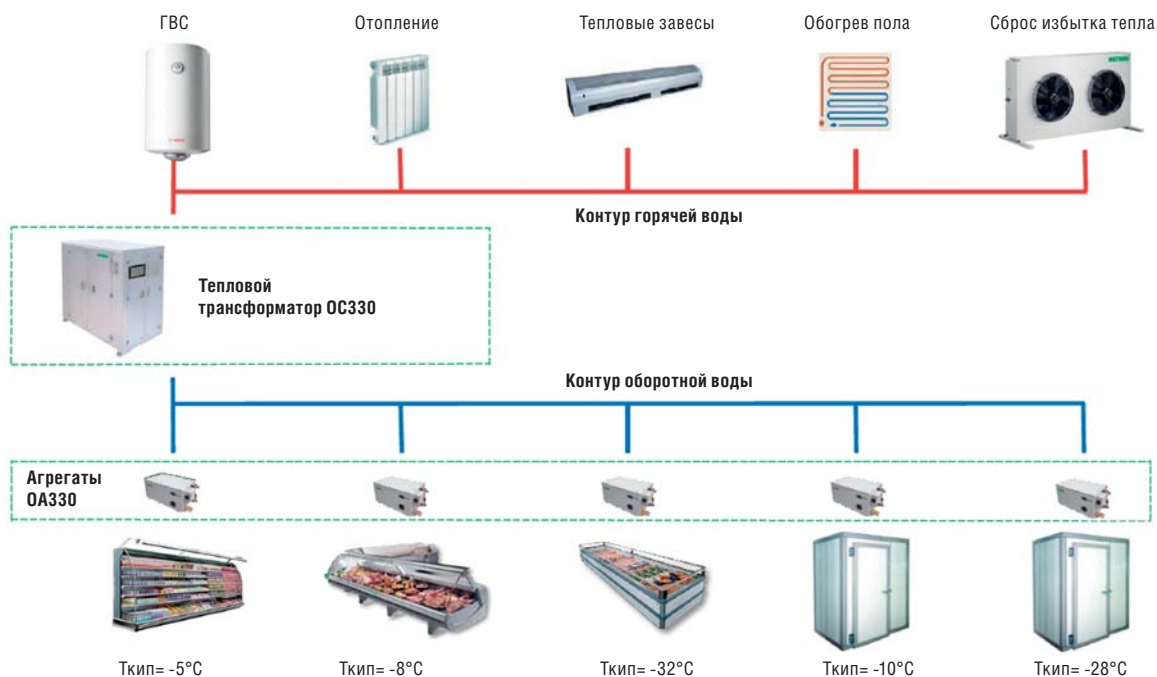 ГВС
Отопление
Тепловые завесы
Обогрев пола
Сброс избытка тепла
Контур горячей воды
Тепловой
трансформатор ОС330
Контур оборотной воды
Агрегаты
ОА330
Ткип= -5°C
Ткип= -8°C
Ткип= -32°C
Ткип= -10°C
Ткип= -28°C